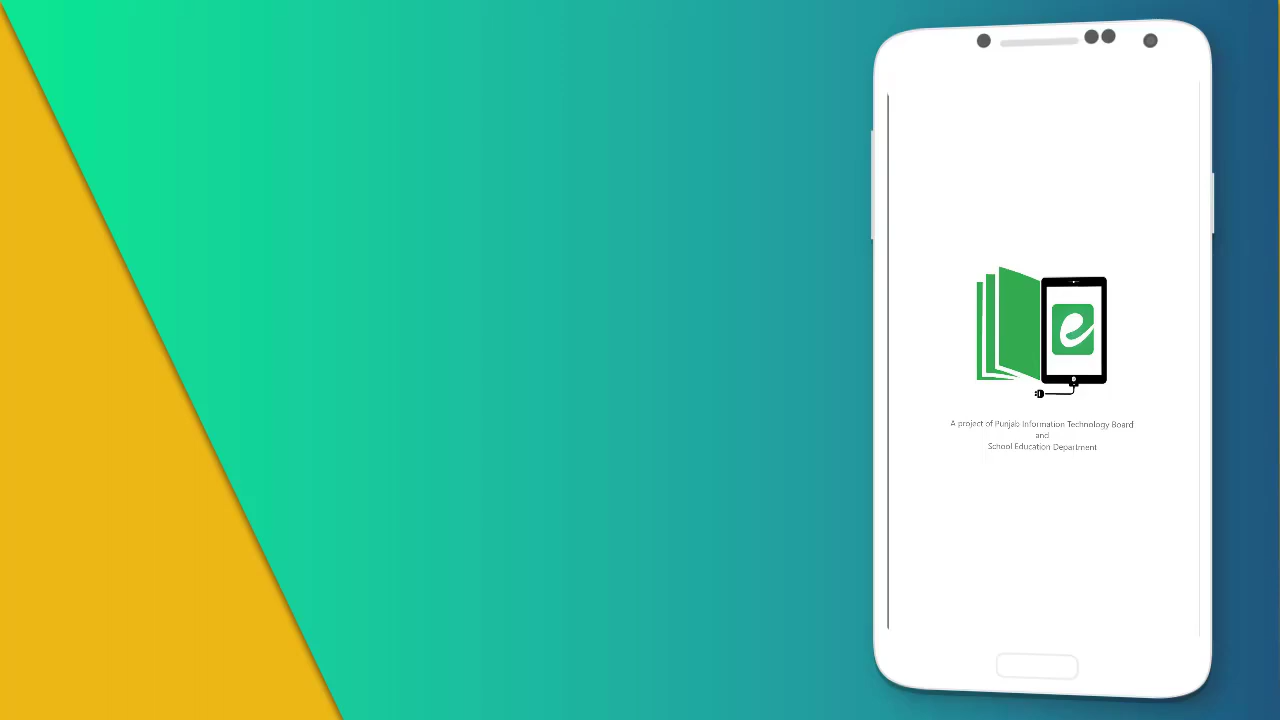 e
A project of Punjab Information Technology Board
and
School Education Department